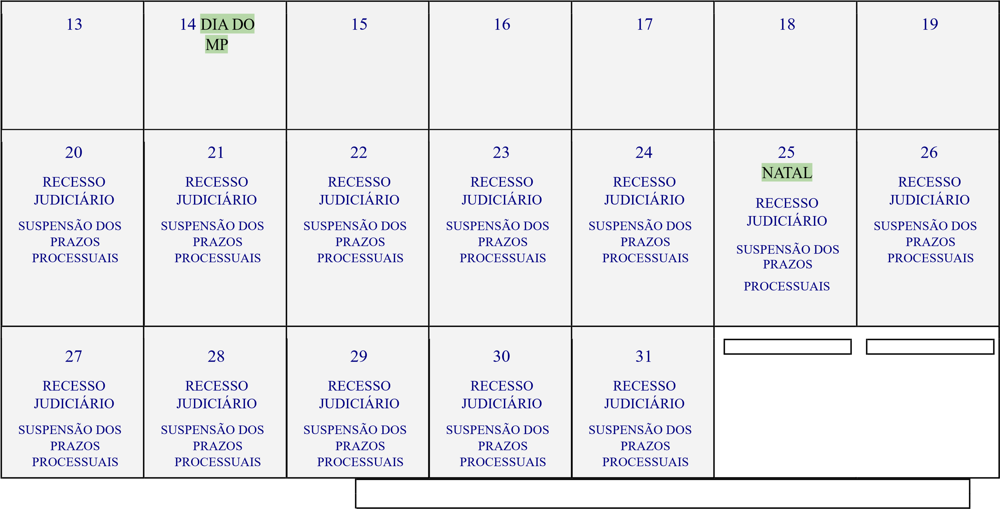 13
14 DIA DO
MP
15
16
17
18
19
20
RECESSO
JUDICIÁRIO
SUSPENSÃO DOS
PRAZOS
PROCESSUAIS
21
RECESSO
JUDICIÁRIO
SUSPENSÃO DOS
PRAZOS
PROCESSUAIS
22
RECESSO
JUDICIÁRIO
SUSPENSÃO DOS
PRAZOS
PROCESSUAIS
23
RECESSO
JUDICIÁRIO
SUSPENSÃO DOS
PRAZOS
PROCESSUAIS
24
RECESSO
JUDICIÁRIO
SUSPENSÃO DOS
PRAZOS
PROCESSUAIS
25
NATAL
RECESSO
JUDICIÁRIO
SUSPENSÃO DOS
PRAZOS
PROCESSUAIS
26
RECESSO
JUDICIÁRIO
SUSPENSÃO DOS
PRAZOS
PROCESSUAIS
27
RECESSO
JUDICIÁRIO
SUSPENSÃO DOS
PRAZOS
PROCESSUAIS
28
RECESSO
JUDICIÁRIO
SUSPENSÃO DOS
PRAZOS
PROCESSUAIS
29
RECESSO
JUDICIÁRIO
SUSPENSÃO DOS
PRAZOS
PROCESSUAIS
30
RECESSO
JUDICIÁRIO
SUSPENSÃO DOS
PRAZOS
PROCESSUAIS
31
RECESSO
JUDICIÁRIO
SUSPENSÃO DOS
PRAZOS
PROCESSUAIS